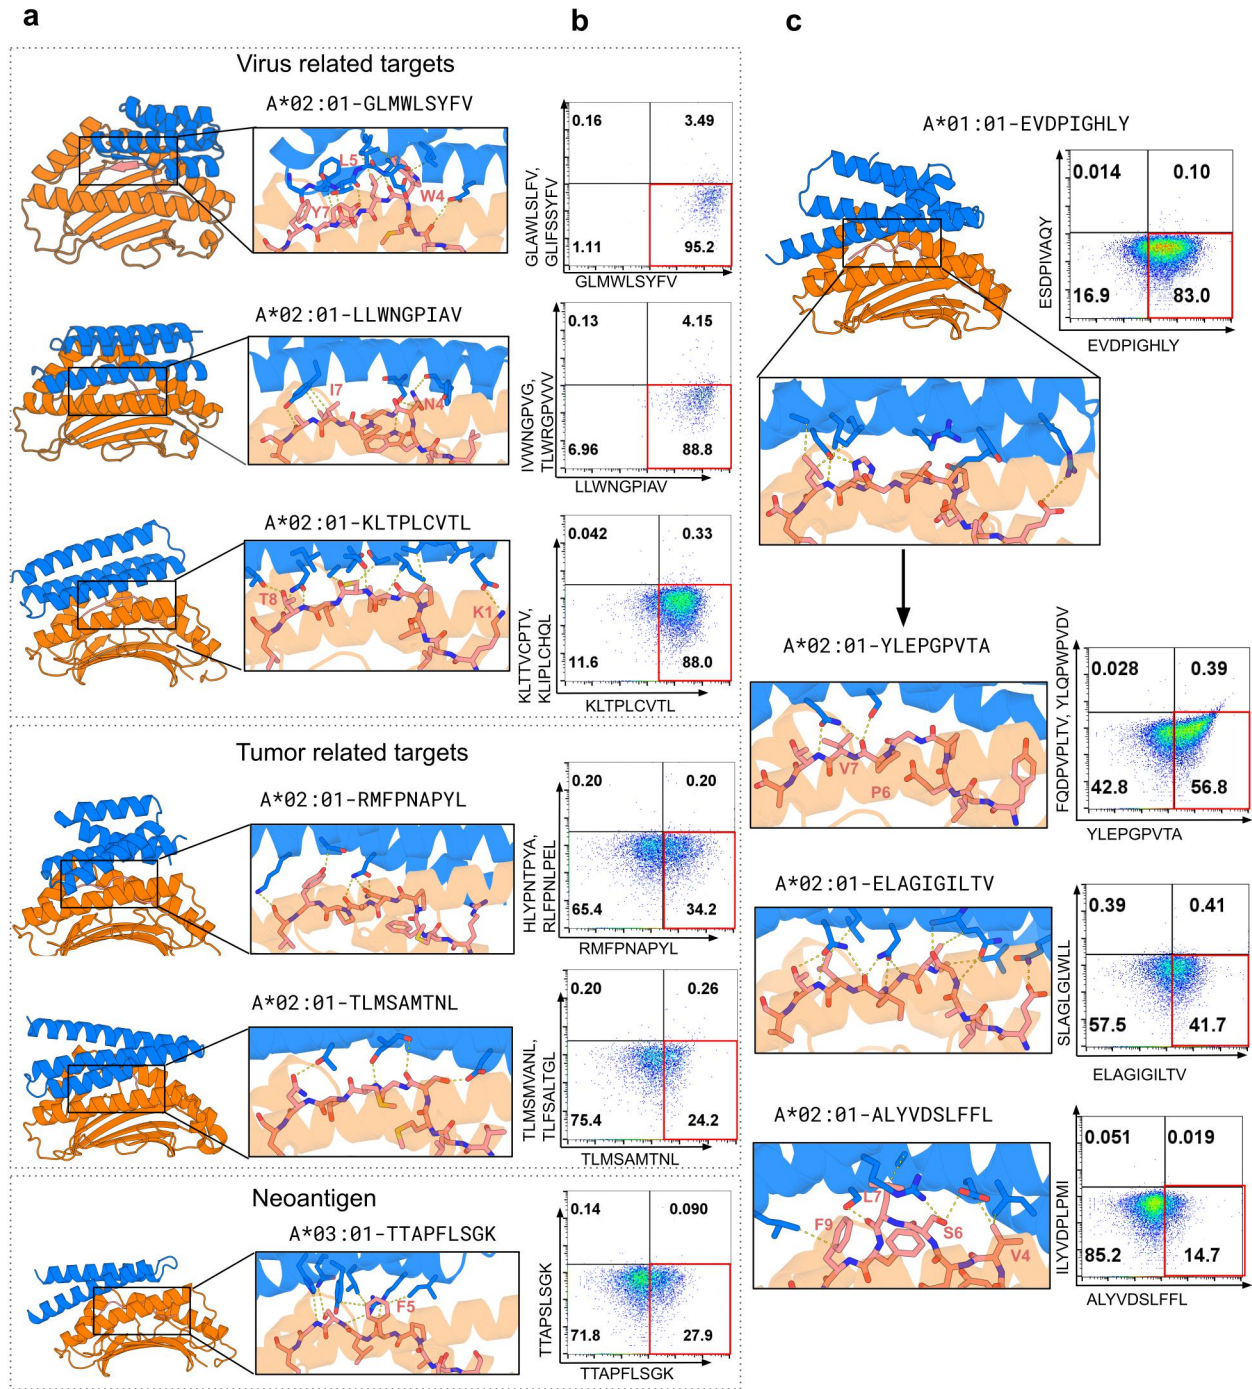 a
b
c
Virus related targets
A*02:01-GLMWLSYFV
L5
W4
Y7
GLAWLSLFV,
GLIFSSYFV
0.16
3.49
1.11
95.2
GLMWLSYFV
A*02:01-LLWNGPIAV
I7
N4
IVWNGPVG,
TLWRGPVVV
0.13
4.15
6.96
88.8
LLWNGPIAV
A*02:01-KLTPLCVTL
T8
K1
KLTTVCPTV,
KLIPLCHQL
0.042
0.33
11.6
88.0
KLTPLCVTL
Tumor related targets
A*02:01-RMFPNAPYL
HLYPNTPYA,
RLFPNLPEL
0.20
0.20
65.4
34.2
RMFPNAPYL
A*02:01-TLMSAMTNL
TLMSMVANL,
TLFSALTGL
0.20
0.26
75.4
24.2
TLMSAMTNL
Neoantigen
A*03:01-TTAPFLSGK
F5
TTAPSLSGK
0.14
0.090
71.8
27.9
TTAPFLSGK
A*01:01-EVDPIGHLY
ESDPIVAQY
0.014
0.10
16.9
83.0
EVDPIGHLY
A*02:01-YLEPGPVTA
V7
P6
FQDPVPLTV, YLQPWPVDV
0.028
0.39
42.8
56.8
YLEPGPVTA
A*02:01-ELAGIGILTV
SLAGLGLWLL
0.39
0.41
57.5
41.7
ELAGIGILTV
A*02:01-ALYVDSLFFL
L7
F9
S6
V4
ILYVDPLPMI
0.051
0.019
85.2
14.7
ALYVDSLFFL